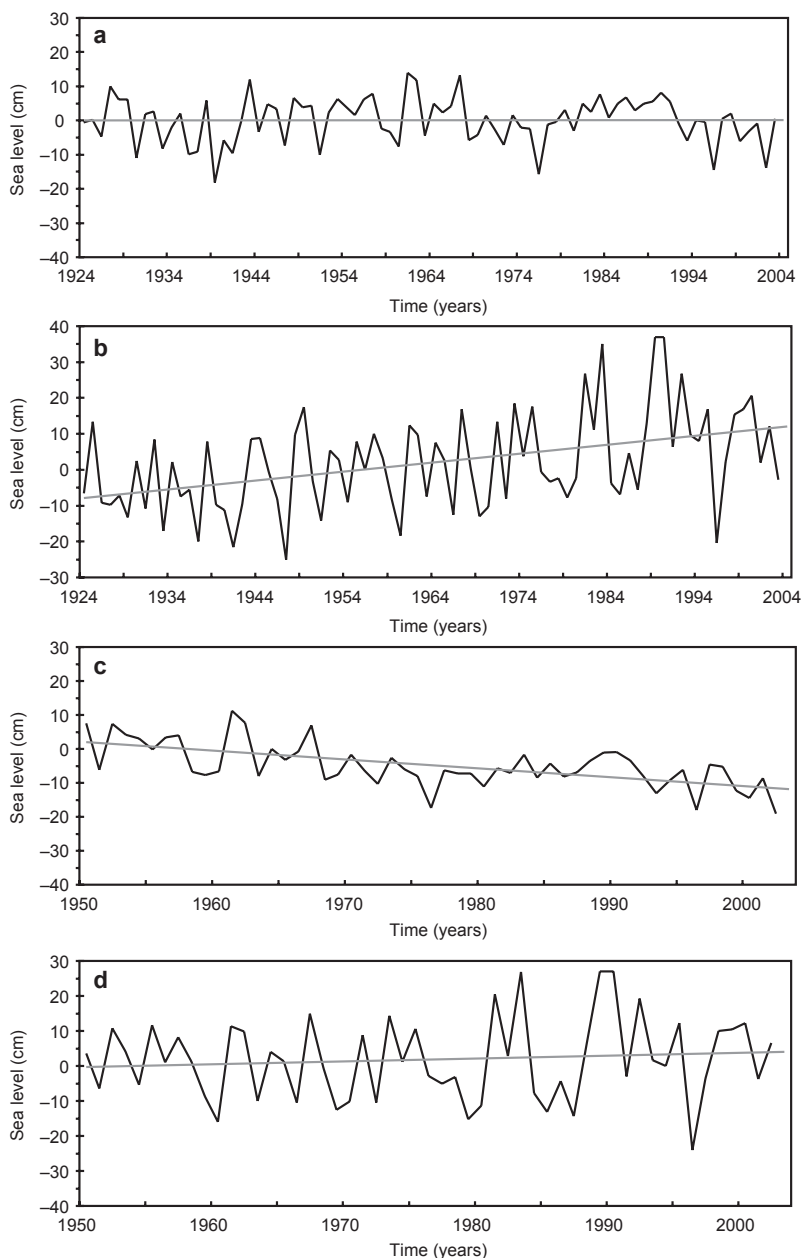 a
Sea level (cm)
30
20
10
0
–10
–20
–30
–40
1924 1934 1944 1954 1964 1974 1984 1994 2004
Time (years)
b
Sea level (cm)
40
30
20
10
0
–10
–20
–30
1924 1934 1944 1954 1964 1974 1984 1994 2004
Time (years)
c
Sea level (cm)
30
20
10
0
–10
–20
–30
–40
1950 1960 1970 1980 1990 2000
Time (years)
d
Sea level (cm)
30
20
10
0
–10
–20
–30
–40
1950 1960 1970 1980 1990 2000
Time (years)